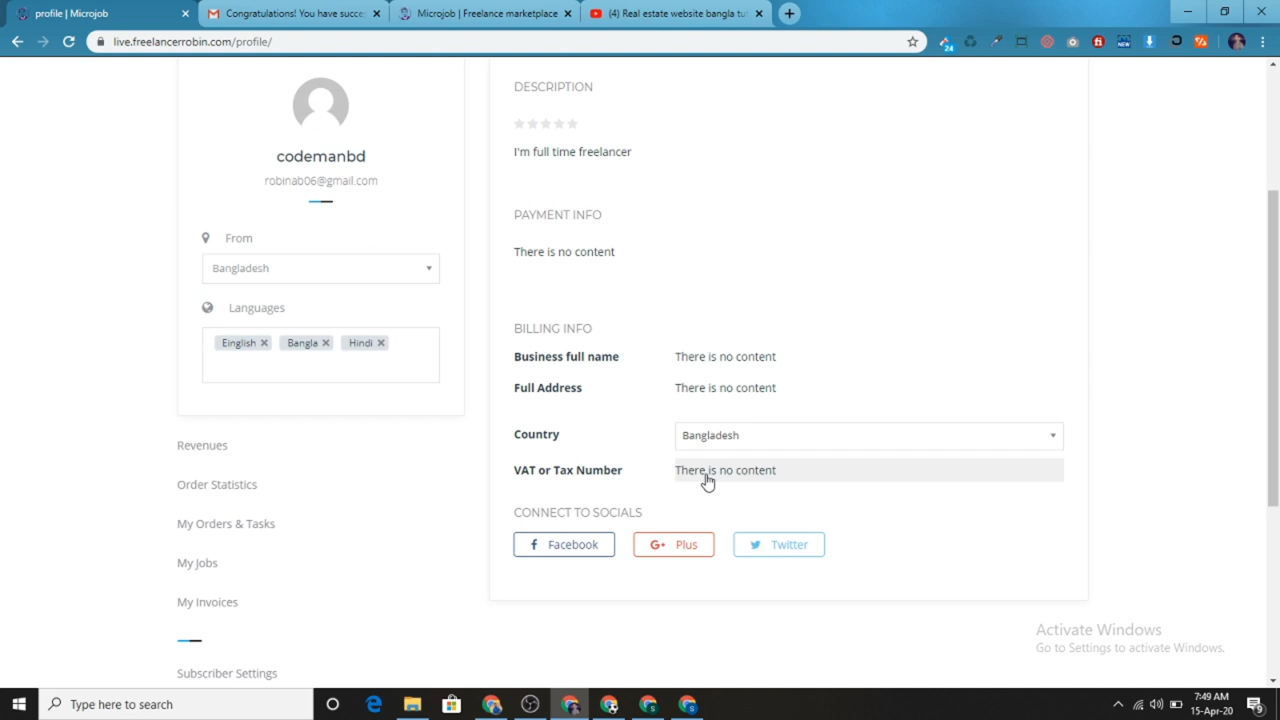 profile | Microjob
Congratulations! You have succes
Microjob | Freelance marketplace
(4) Real estate website bangla tu
live.freelancerrobin.com/profile/
24
NEW
codemanbd
robinab06@gmail.com
From
Bangladesh
Languages
Einglish
Bangla
Hindi
Revenues
Order Statistics
My Orders & Tasks
My Jobs
My Invoices
Subscriber Settings
DESCRIPTION
I'm full time freelancer
PAYMENT INFO
There is no content
BILLING INFO
Business full name There is no content
Full Address There is no content
Country Bangladesh
VAT or Tax Number There is no content
CONNECT TO SOCIALS
Facebook G+ Plus Twitter
Activate Windows
Go to Settings to activate Windows.
Type here to search
7:49 AM
15-Apr-20